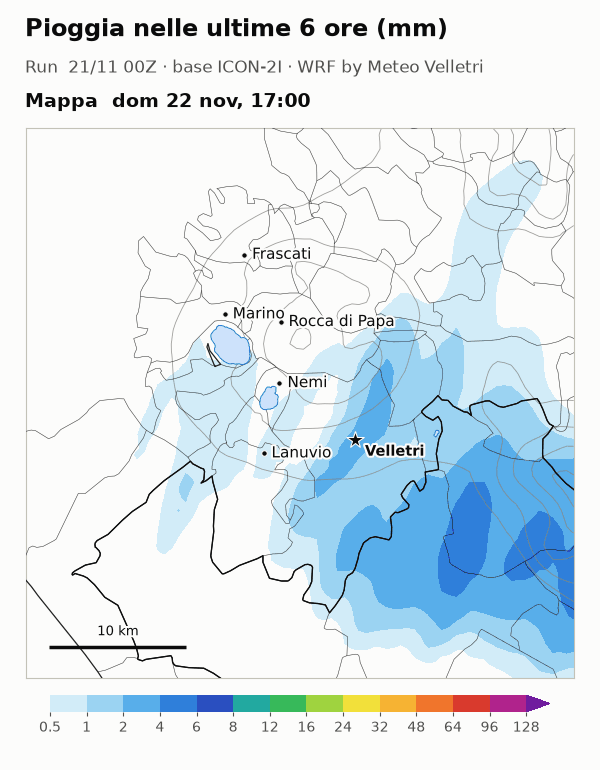 Pioggia nelle ultime 6 ore (mm)
Run  21/11 00Z · base ICON-2I · WRF by Meteo Velletri
Mappa  dom 22 nov, 17:00
Frascati
Marino
Rocca di Papa
Nemi
Velletri
Lanuvio
10 km
0.5 1 2 4 6 8 12 16 24 32 48 64 96 128